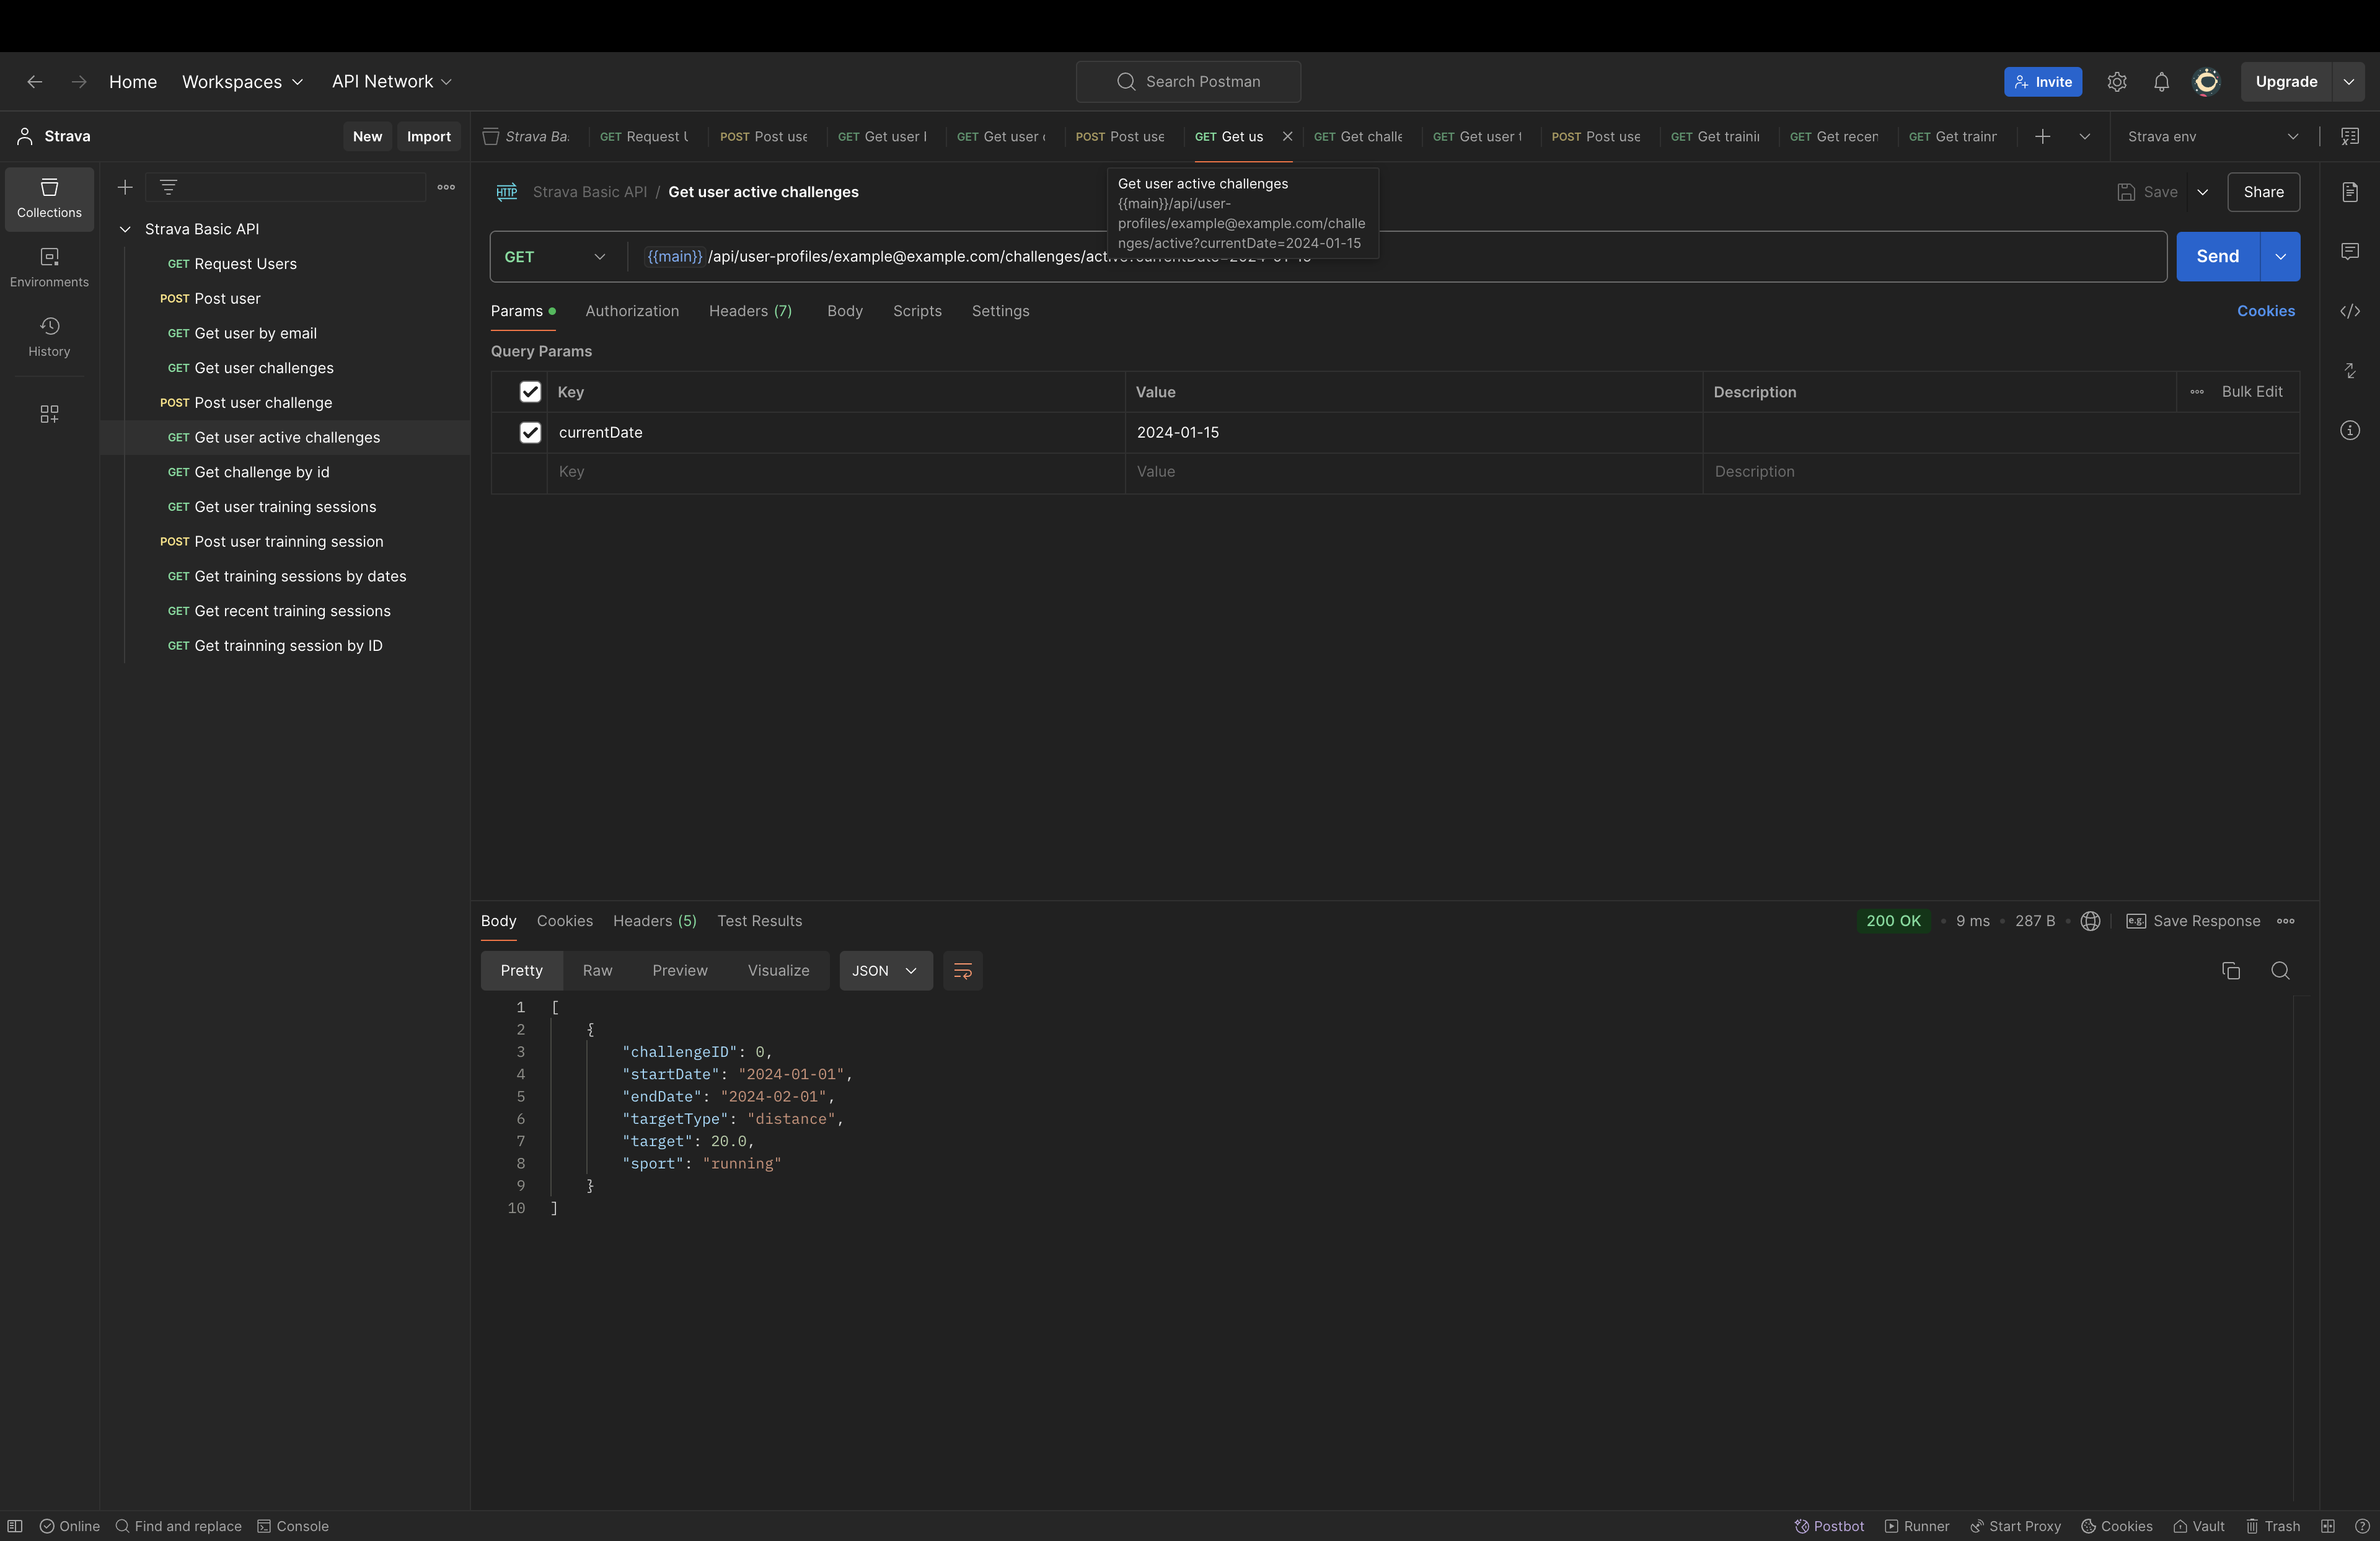 Home Workspaces API Network Search Postman Invite Upgrade
Strava New Import Strava Ba. GET Request U POST Post use GET Get user GET Get user c POST Post use GET Get us GET Get challe GET Get user t POST Post use GET Get traini GET Get recen GET Get trainr Strava env
Collections
Environments
History
Strava Basic API
GET Request Users
POST Post user
GET Get user by email
GET Get user challenges
POST Post user challenge
GET Get user active challenges
GET Get challenge by id
GET Get user training sessions
POST Post user trainning session
GET Get training sessions by dates
GET Get recent training sessions
GET Get trainning session by ID
HTTP Strava Basic API / Get user active challenges Save Share
Get user active challenges
{{main}}/api/user-
profiles/example@example.com/challe
nges/active?currentDate=2024-01-15
GET {{main}} /api/user-profiles/example@example.com/challenges/active?currentDate=2024-01-15 Send
Params Authorization Headers (7) Body Scripts Settings Cookies
Query Params
Key Value Description Bulk Edit
currentDate 2024-01-15
Key Value Description
Body Cookies Headers (5) Test Results 200 OK 9 ms 287 B e.g. Save Response
Pretty Raw Preview Visualize JSON
1 [
2 {
3 "challengeID": 0,
4 "startDate": "2024-01-01",
5 "endDate": "2024-02-01",
6 "targetType": "distance",
7 "target": 20.0,
8 "sport": "running"
9 }
10 ]
Online Find and replace Console Postbot Runner Start Proxy Cookies Vault Trash